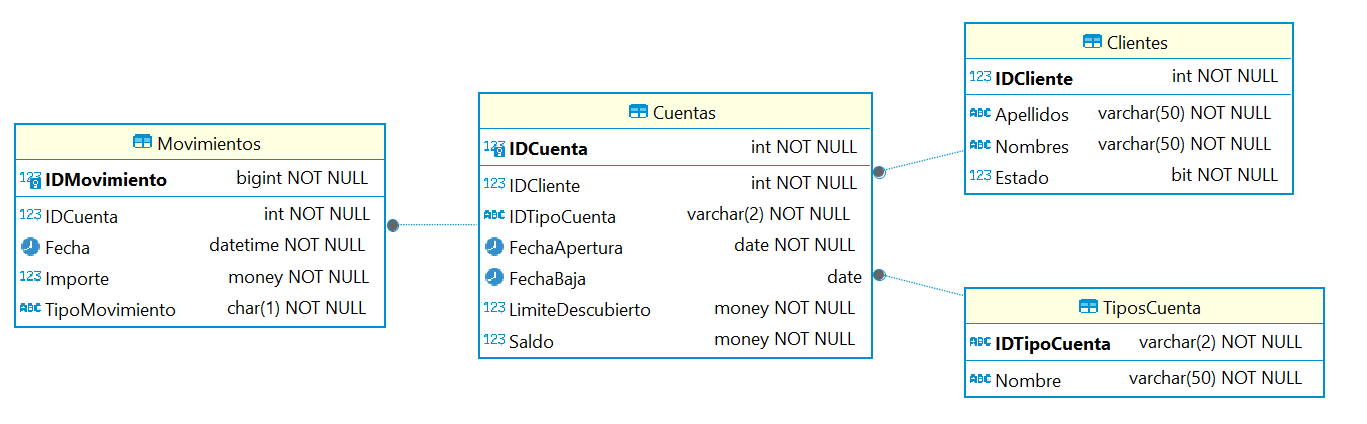 Movimientos
123 IDMovimiento bigint NOT NULL
123 IDCuenta int NOT NULL
Fecha datetime NOT NULL
123 Importe money NOT NULL
ABC TipoMovimiento char(1) NOT NULL
Cuentas
123 IDCuenta int NOT NULL
123 IDCliente int NOT NULL
ABC IDTipoCuenta varchar(2) NOT NULL
FechaApertura date NOT NULL
FechaBaja date
123 LimiteDescubierto money NOT NULL
123 Saldo money NOT NULL
Clientes
123 IDCliente int NOT NULL
ABC Apellidos varchar(50) NOT NULL
ABC Nombres varchar(50) NOT NULL
123 Estado bit NOT NULL
TiposCuenta
ABC IDTipoCuenta varchar(2) NOT NULL
ABC Nombre varchar(50) NOT NULL